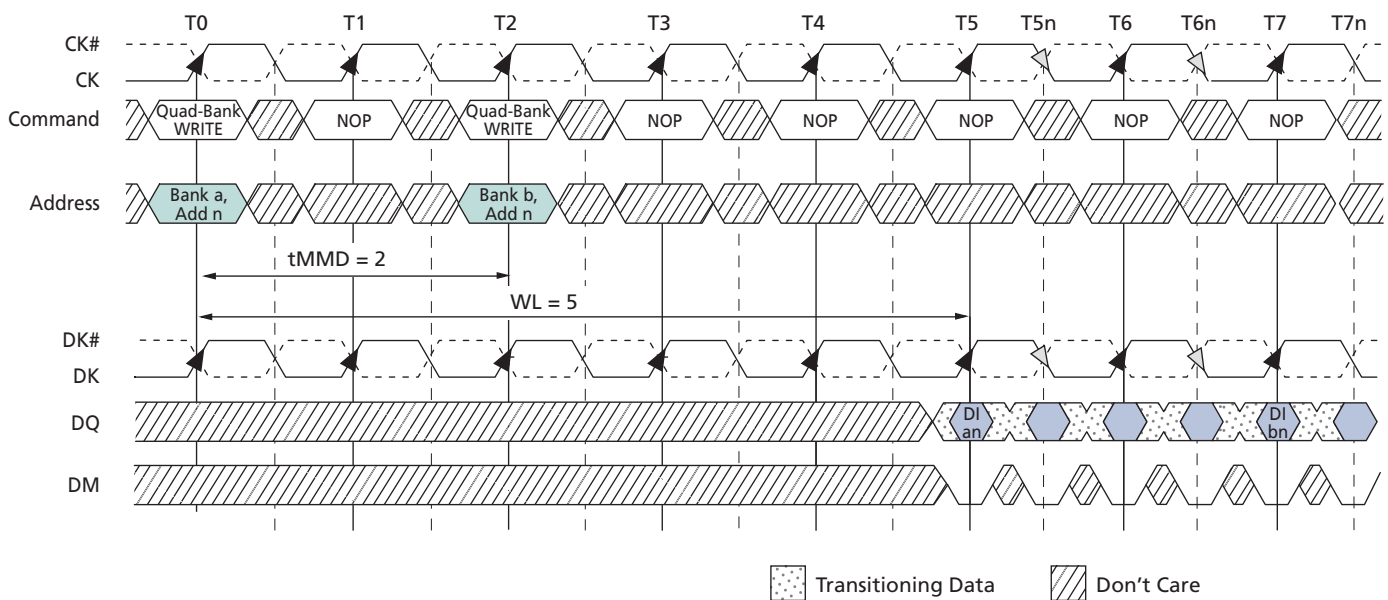 T0 T1 T2 T3 T4 T5 T5n T6 T6n T7 T7n
CK#
CK
Command
Quad-Bank
WRITE
NOP
Quad-Bank
WRITE
NOP
NOP
NOP
NOP
NOP
Address
Bank a,
Add n
Bank b,
Add n
tMMD = 2
WL = 5
DK#
DK
DQ
DI
an
DI
bn
DM
Transitioning Data
Don't Care